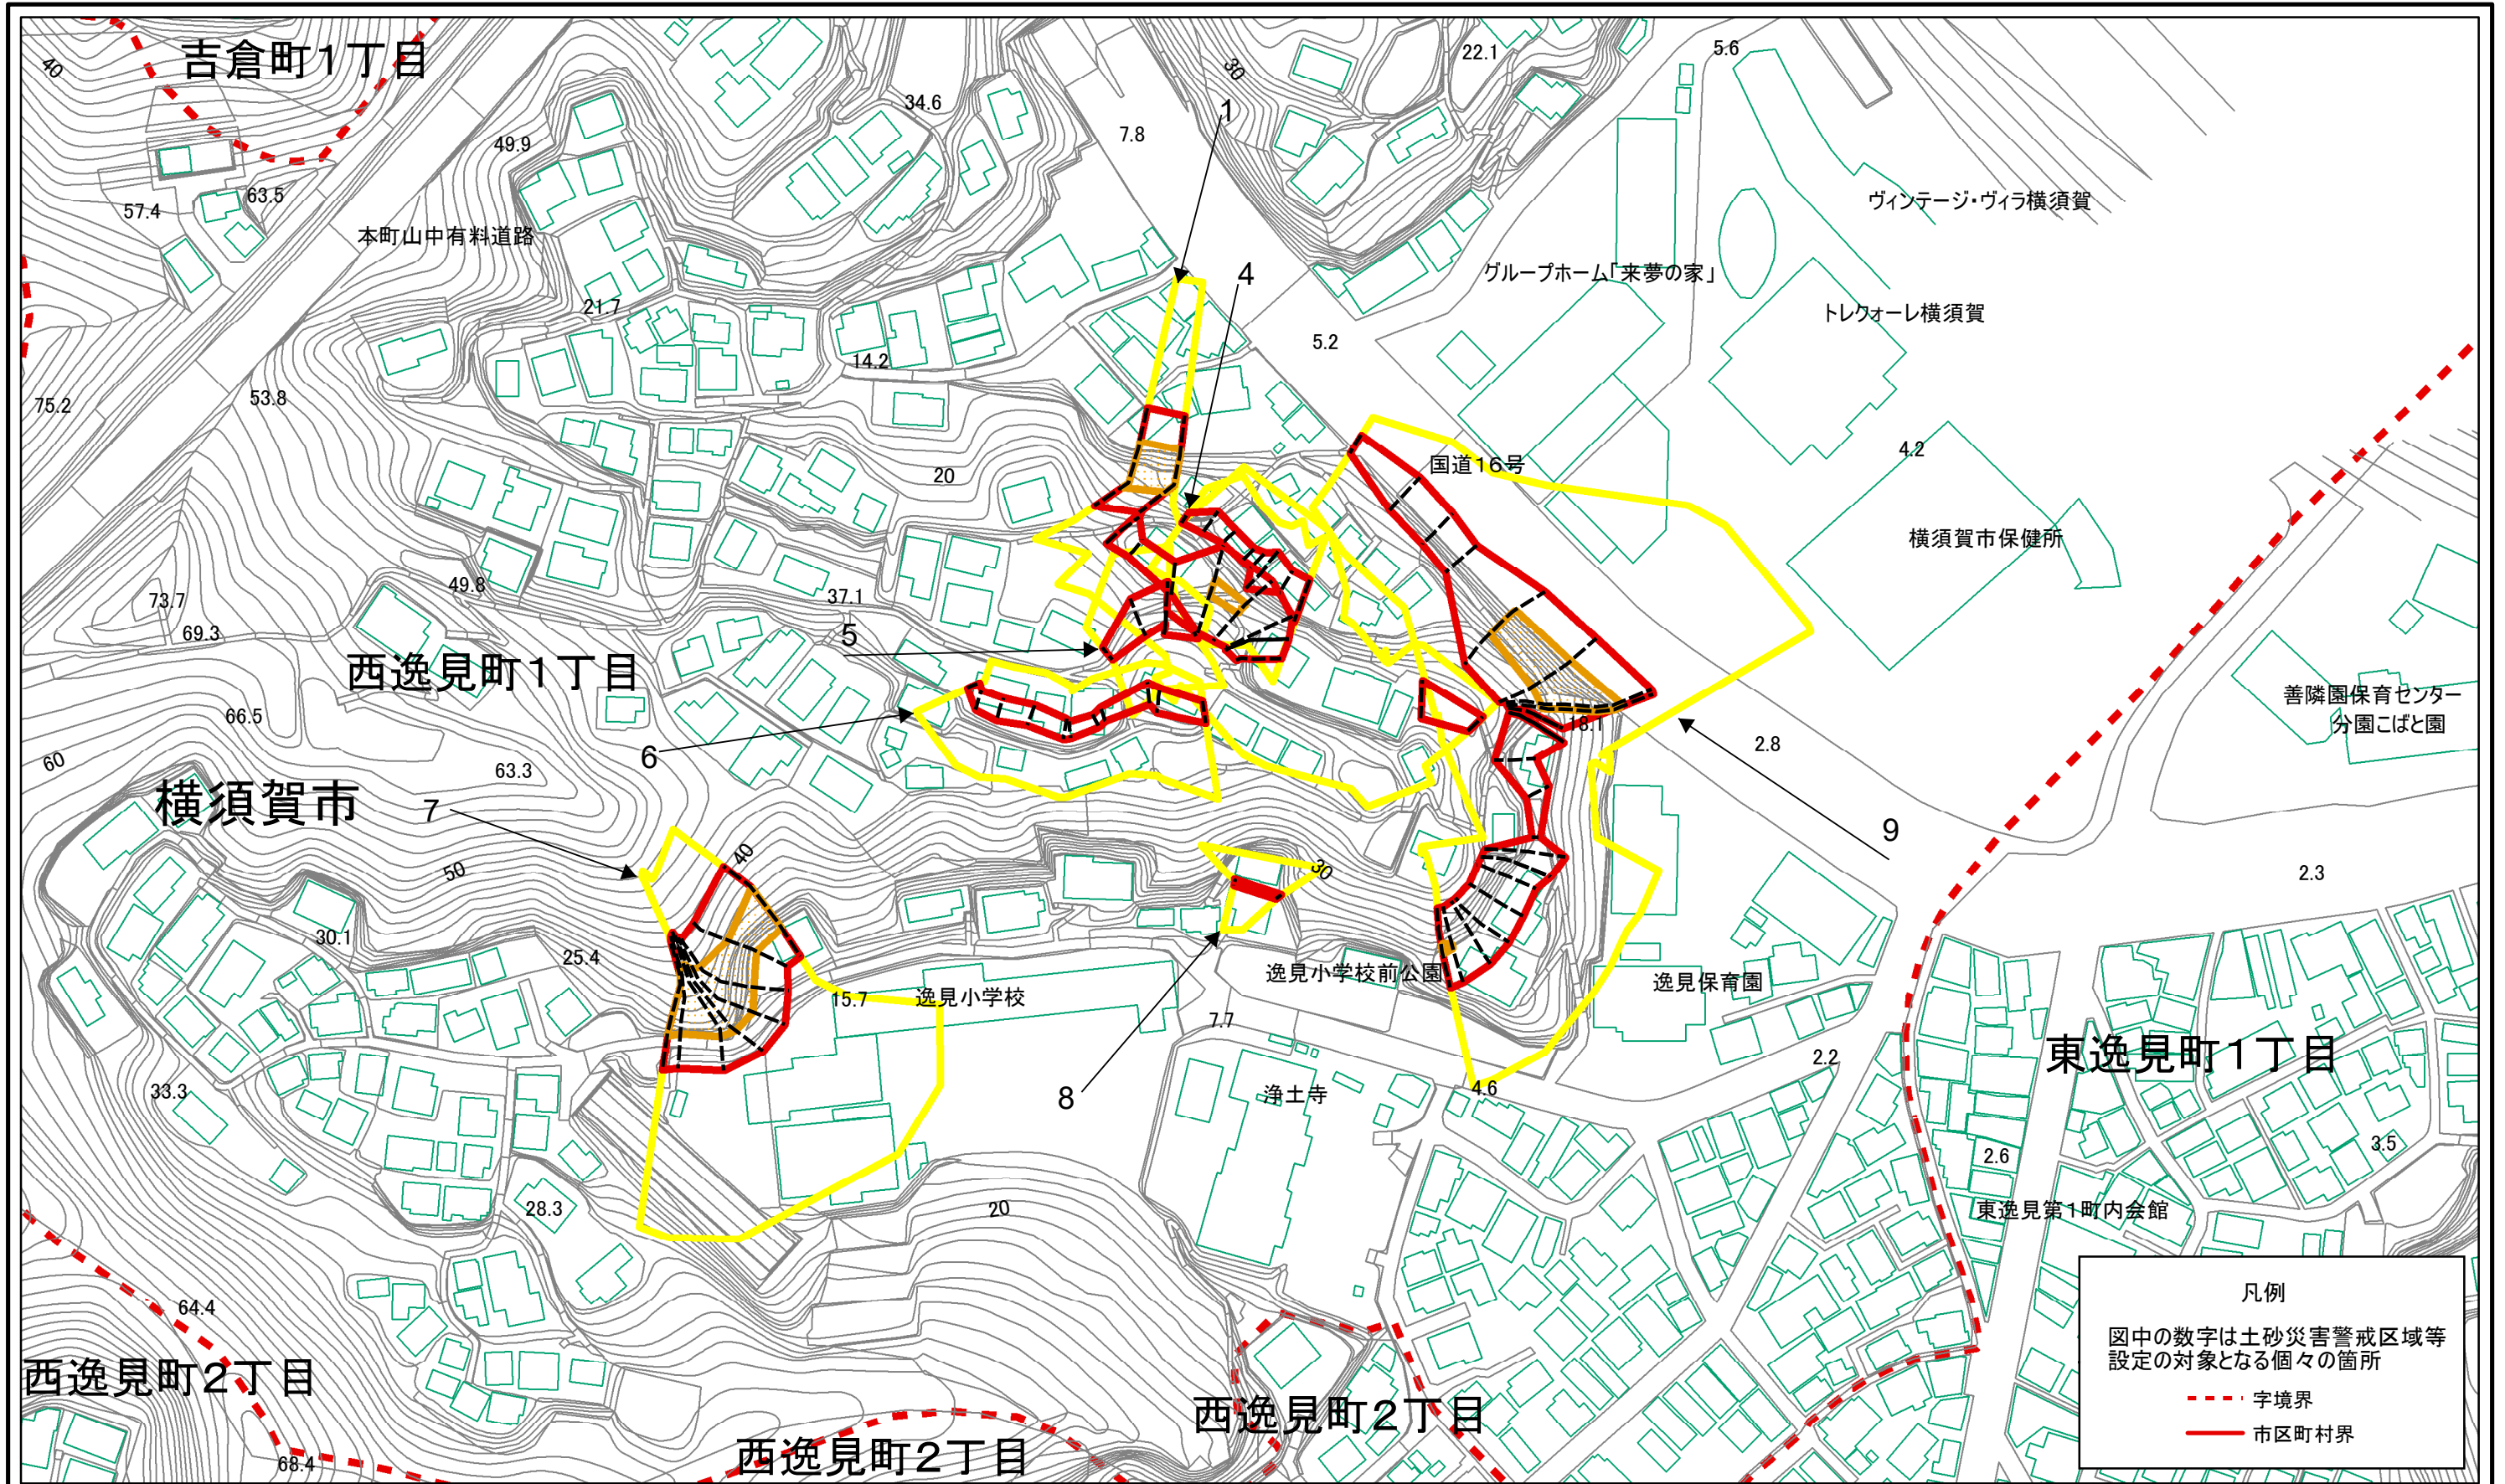 吉倉町1丁目
40
57.4
63.5
49.9
34.6
本町山中有料道路
7.8
30
1
22.1
5.6
ヴィンテージ・ヴィラ横須賀
グループホーム「来夢の家」
トレクォーレ横須賀
4
5.2
21.7
14.2
75.2
53.8
20
国道16号
4.2
横須賀市保健所
49.8
37.1
73.7
69.3
5
西逸見町1丁目
66.5
60
63.3
6
18.1
2.8
善隣園保育センター
分園こばと園
横須賀市
7
50
40
30
9
2.3
30.1
25.4
15.7
逸見小学校
逸見小学校前公園
逸見保育園
7.7
2.2
東逸見町1丁目
33.3
8
浄土寺
4.6
3.5
2.6
28.3
20
東逸見第1町内会館
64.4
西逸見町2丁目
68.4
西逸見町2丁目
西逸見町2丁目
凡例
図中の数字は土砂災害警戒区域等
設定の対象となる個々の箇所
字境界
市区町村界